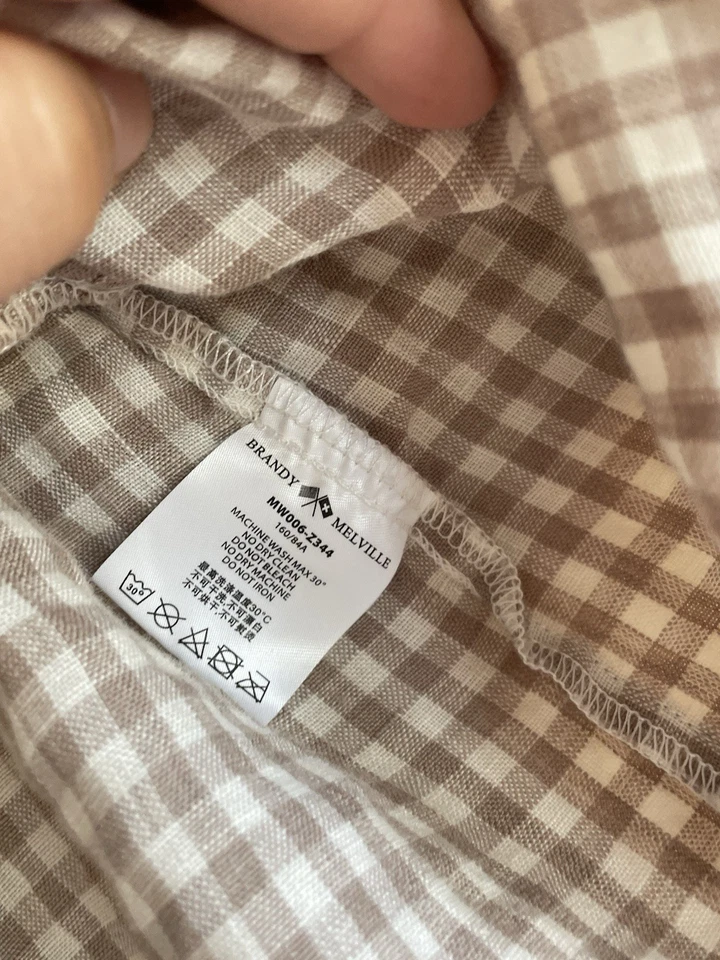 BRANDY MELVILLE
MW006-Z344
160/84A
MACHINE WASH MAX 30°
NO DRY CLEAN
DO NOT BLEACH
NO DRY MACHINE
DO NOT IRON
最高洗涤温度30°C
不可干洗,不可漂白
不可烘干,不可熨烫
30°